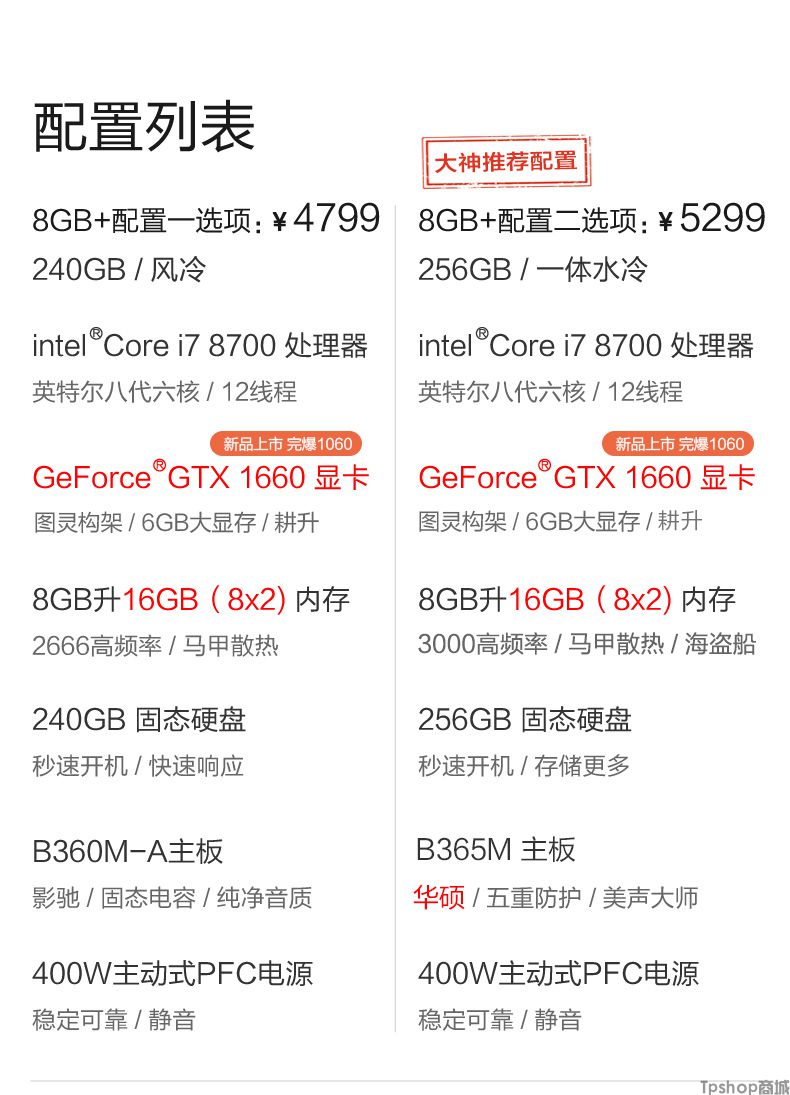 配置列表
8GB+配置一选项: ¥ 4799
240GB / 风冷
intel®Core i7 8700 处理器
英特尔八代六核 / 12线程
新品上市 完爆1060
GeForce®GTX 1660 显卡
图灵构架 / 6GB大显存 / 耕升
8GB升16GB（8x2) 内存
2666高频率 / 马甲散热
240GB 固态硬盘
秒速开机 / 快速响应
B360M-A主板
影驰 / 固态电容 / 纯净音质
400W主动式PFC电源
稳定可靠 / 静音
大神推荐配置
8GB+配置二选项: ¥ 5299
256GB / 一体水冷
intel®Core i7 8700 处理器
英特尔八代六核 / 12线程
新品上市 完爆1060
GeForce®GTX 1660 显卡
图灵构架 / 6GB大显存 / 耕升
8GB升16GB（8x2) 内存
3000高频率 / 马甲散热 / 海盗船
256GB 固态硬盘
秒速开机 / 存储更多
B365M 主板
华硕 / 五重防护 / 美声大师
400W主动式PFC电源
稳定可靠 / 静音
Tpshop商城